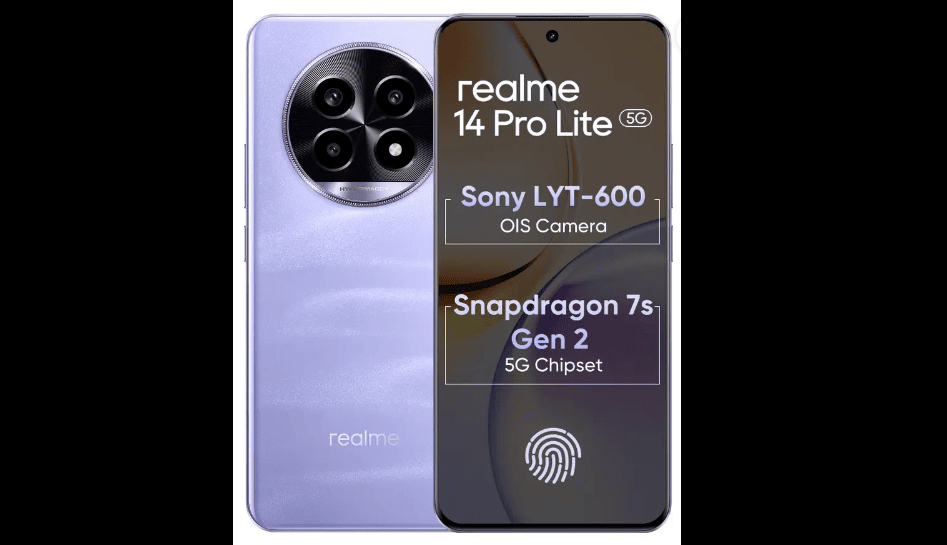 realme
14 Pro Lite 5G
Sony LYT-600
OIS Camera
Snapdragon 7s
Gen 2
5G Chipset
realme